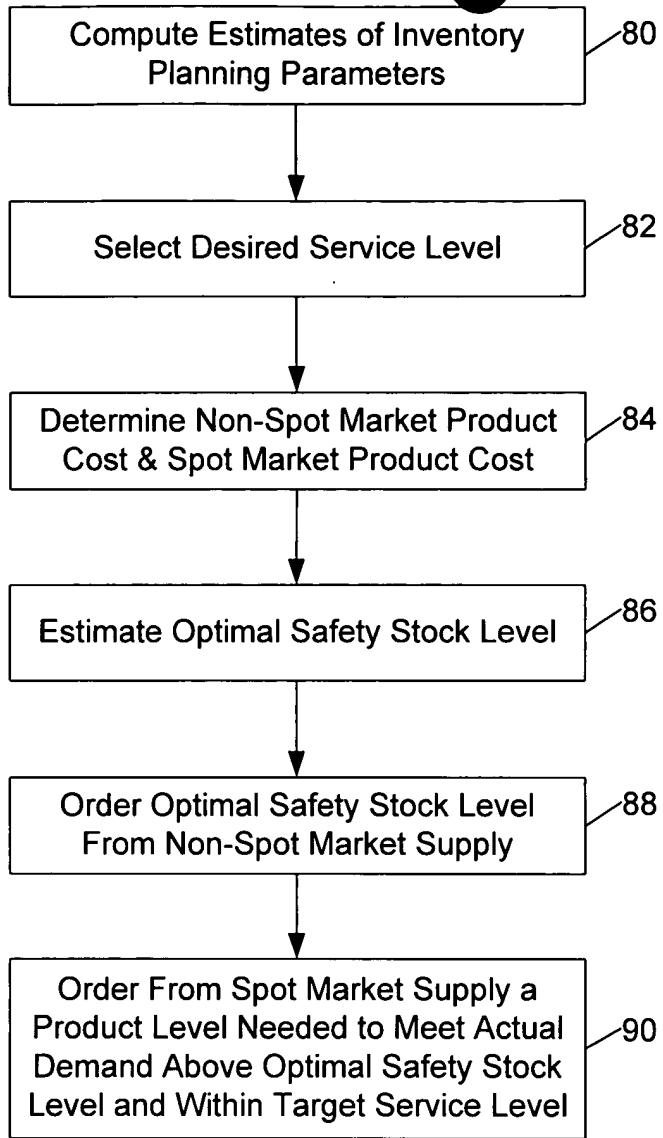 Compute Estimates of Inventory
Planning Parameters
80
Select Desired Service Level
82
Determine Non-Spot Market Product
Cost & Spot Market Product Cost
84
Estimate Optimal Safety Stock Level
86
Order Optimal Safety Stock Level
From Non-Spot Market Supply
88
Order From Spot Market Supply a
Product Level Needed to Meet Actual
Demand Above Optimal Safety Stock
Level and Within Target Service Level
90